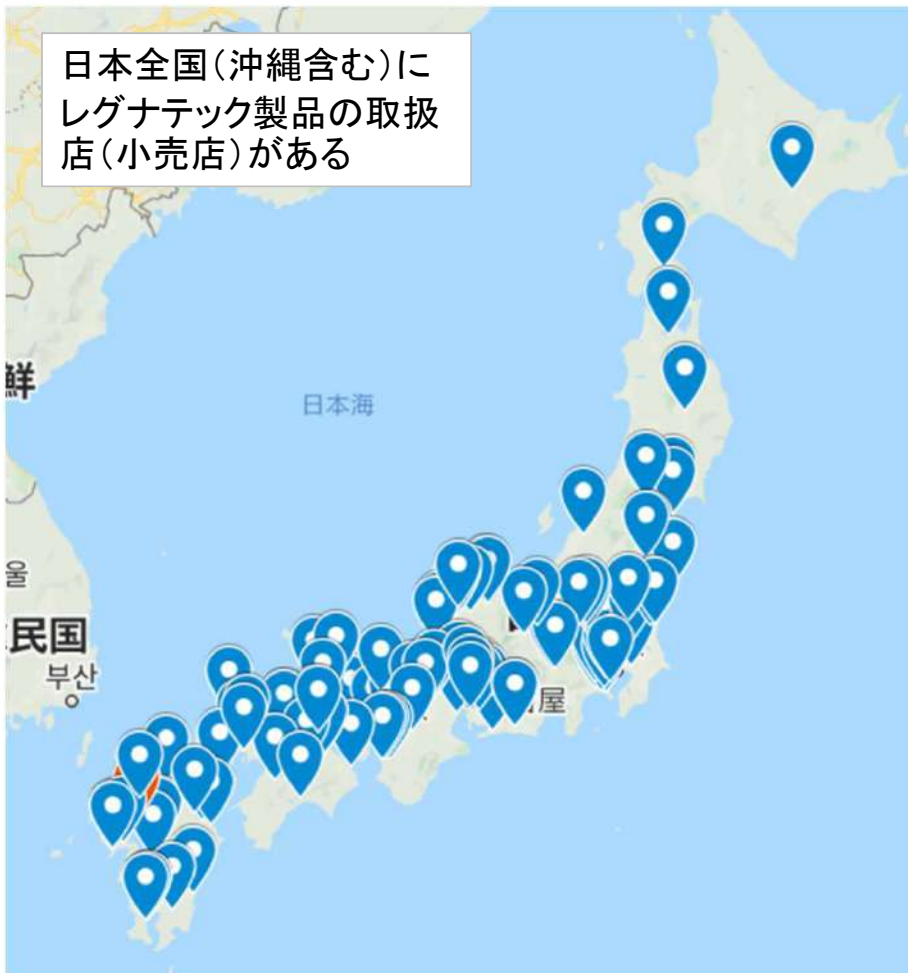 日本全国（沖縄含む）に
レグナテック製品の取扱
店（小売店）がある
鮮
日本海
울
民国
부산
屋